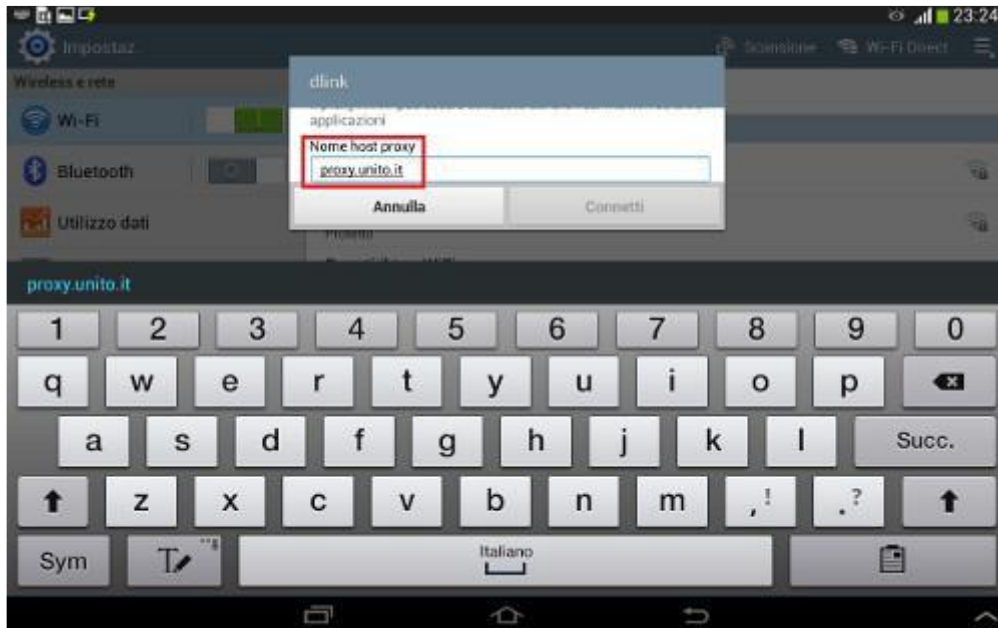 23:24
Impostaz.
Scansione
Wi-Fi Direct
Wireless e rete
dlink
Wi-Fi
applicazioni
Nome host proxy
proxy.unito.it
Bluetooth
Annulla
Connetti
Utilizzo dati
proxy.unito.it
1 2 3 4 5 6 7 8 9 0
q w e r t y u i o p
a s d f g h j k l Succ.
z x c v b n m , ! . ?
Sym
Italiano